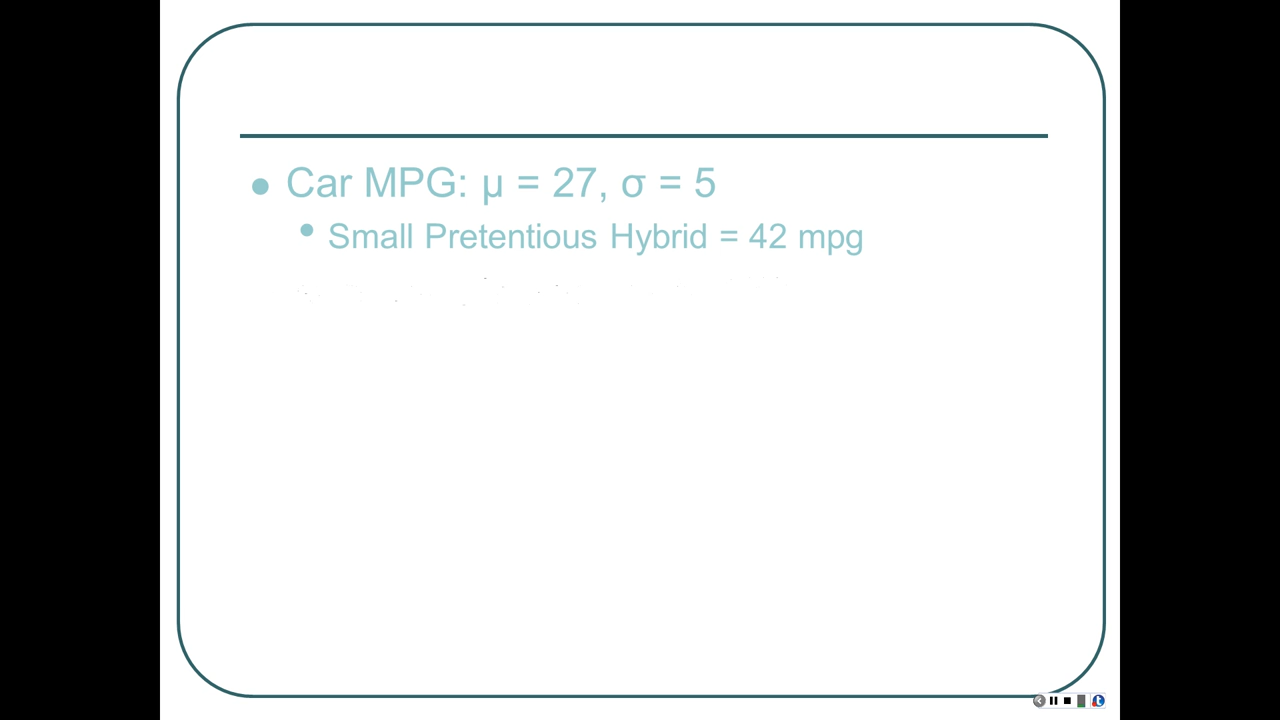 Car MPG: μ = 27, σ = 5
Small Pretentious Hybrid = 42 mpg